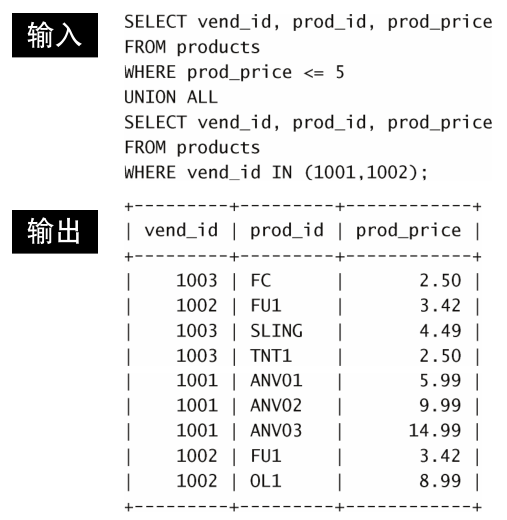 输入
SELECT vend_id, prod_id, prod_price
FROM products
WHERE prod_price <= 5
UNION ALL
SELECT vend_id, prod_id, prod_price
FROM products
WHERE vend_id IN (1001,1002);
输出
+---------+---------+------------+
| vend_id | prod_id | prod_price |
+---------+---------+------------+
|    1003 | FC      |       2.50 |
|    1002 | FU1     |       3.42 |
|    1003 | SLING   |       4.49 |
|    1003 | TNT1    |       2.50 |
|    1001 | ANV01   |       5.99 |
|    1001 | ANV02   |       9.99 |
|    1001 | ANV03   |      14.99 |
|    1002 | FU1     |       3.42 |
|    1002 | OL1     |       8.99 |
+---------+---------+------------+